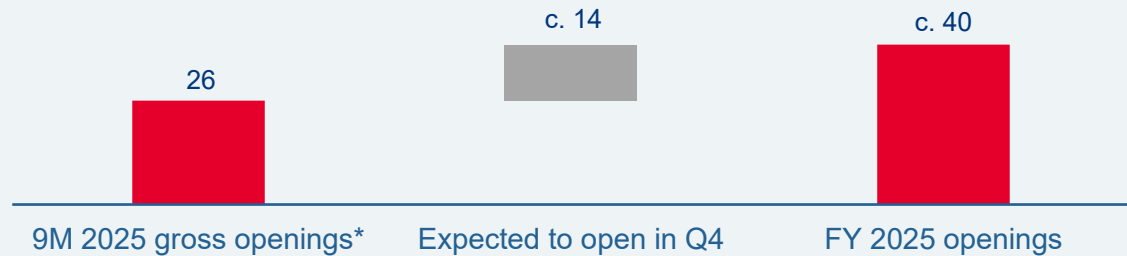 c. 14
c. 40
26
9M 2025 gross openings*
Expected to open in Q4
FY 2025 openings